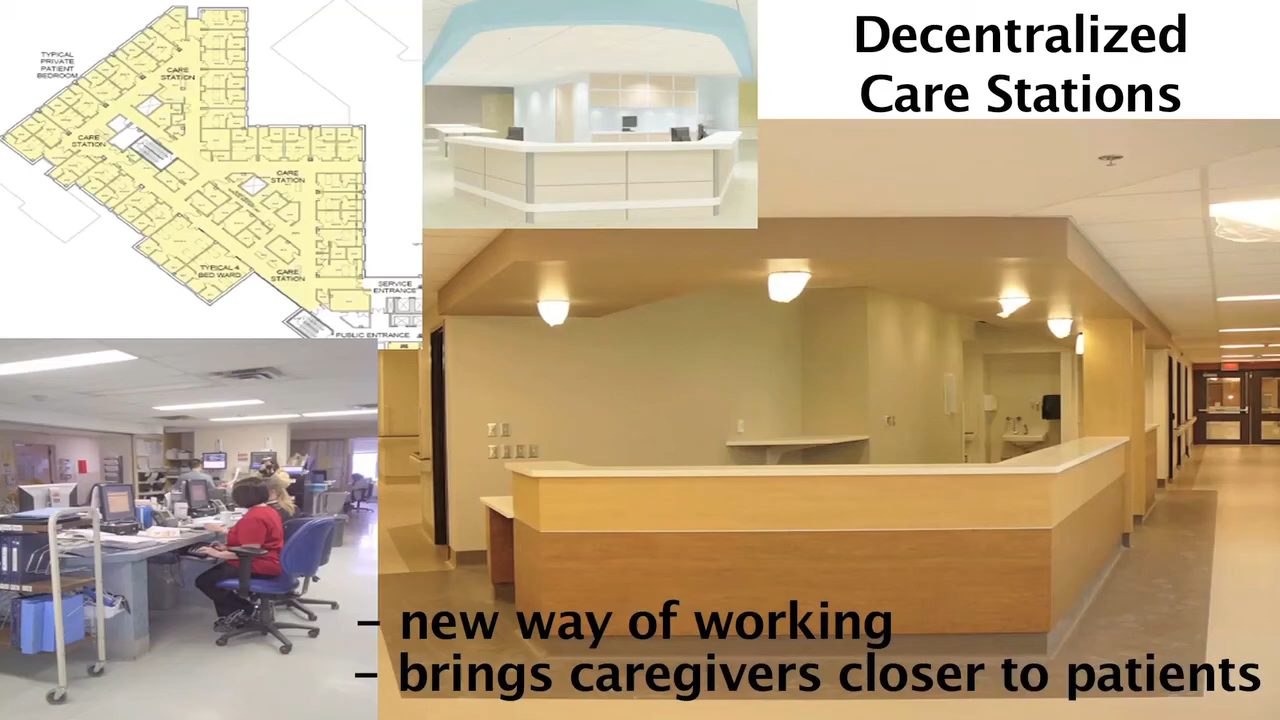 Decentralized
Care Stations
TYPICAL
PRIVATE
PATIENT
BEDROOM
CARE
STATION
CARE
STATION
CARE
STATION
TYPICAL 4
BED WARD
CARE
STATION
SERVICE
ENTRANCE
PUBLIC ENTRANCE
- new way of working
- brings caregivers closer to patients